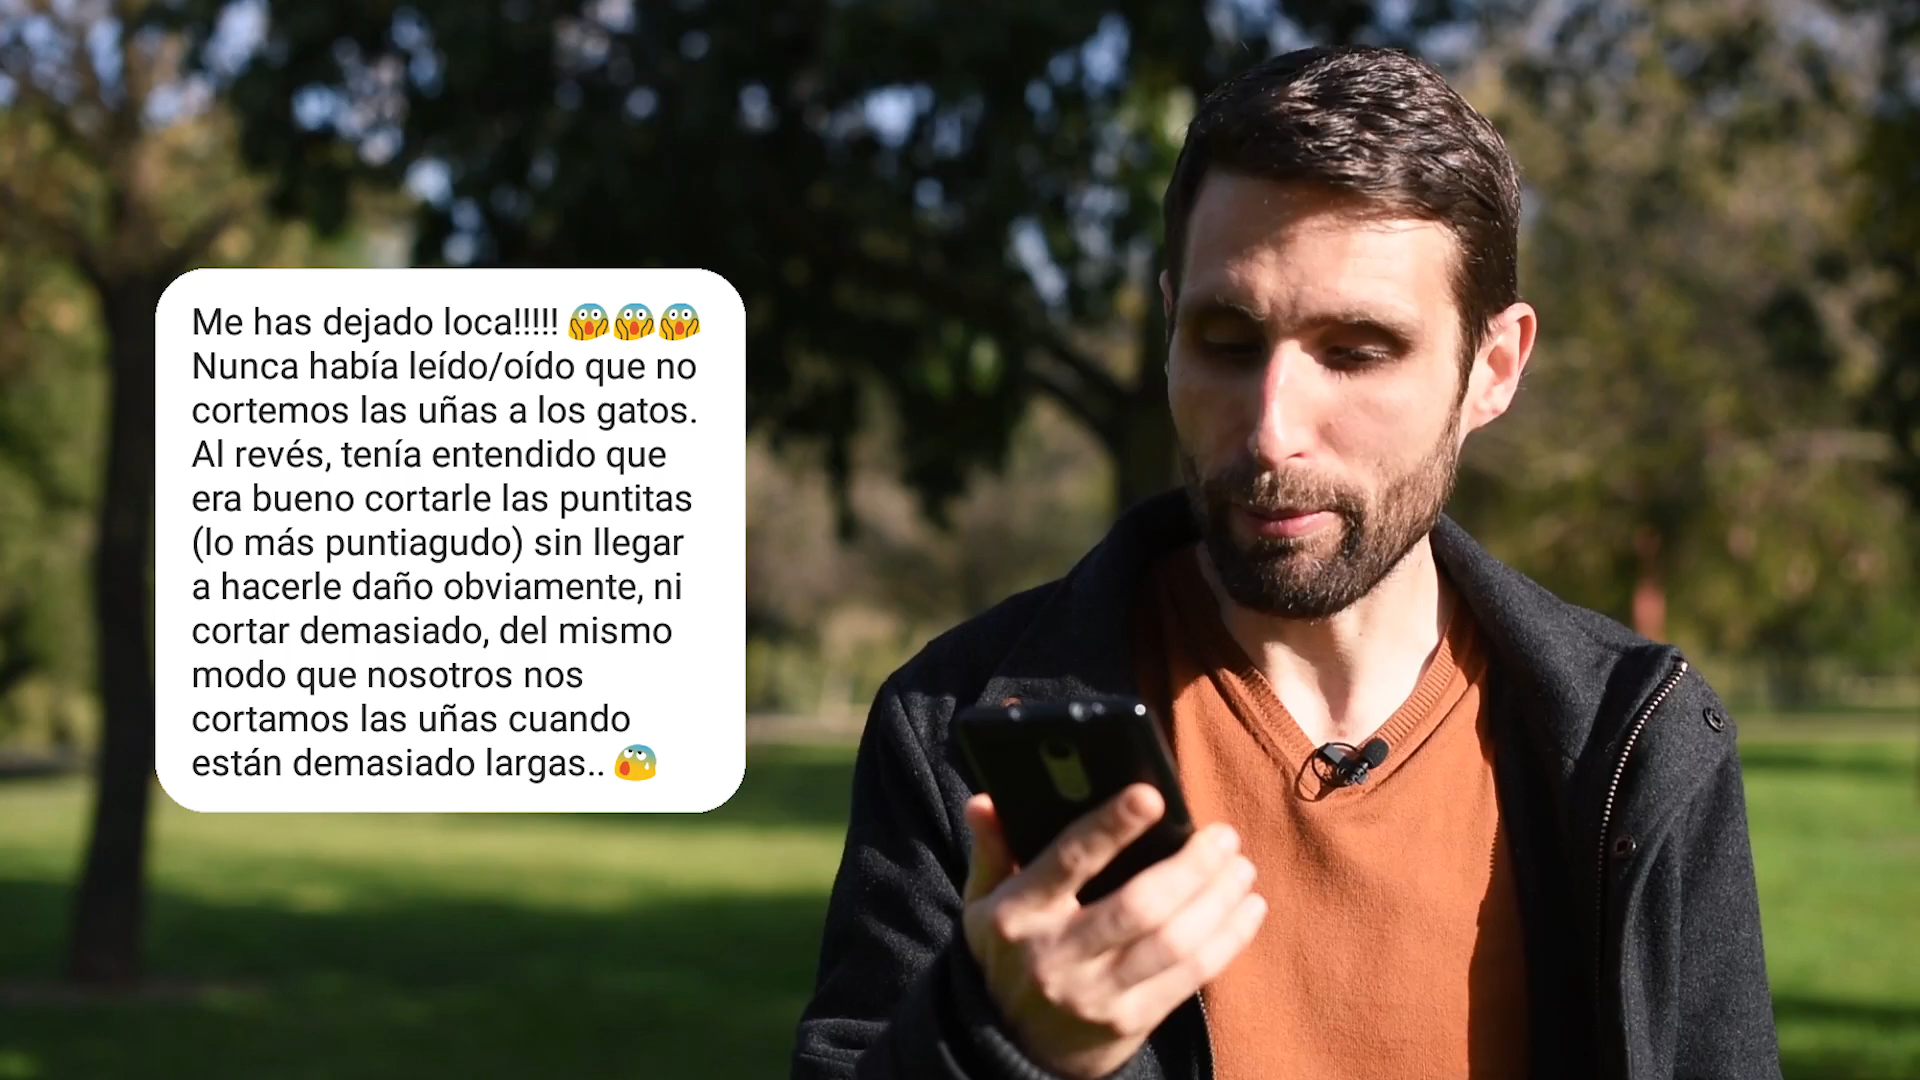 Me has dejado loca!!!!! 😱😱😱
Nunca había leído/oído que no
cortemos las uñas a los gatos.
Al revés, tenía entendido que
era bueno cortarle las puntitas
(lo más puntiagudo) sin llegar
a hacerle daño obviamente, ni
cortar demasiado, del mismo
modo que nosotros nos
cortamos las uñas cuando
están demasiado largas.. 😰